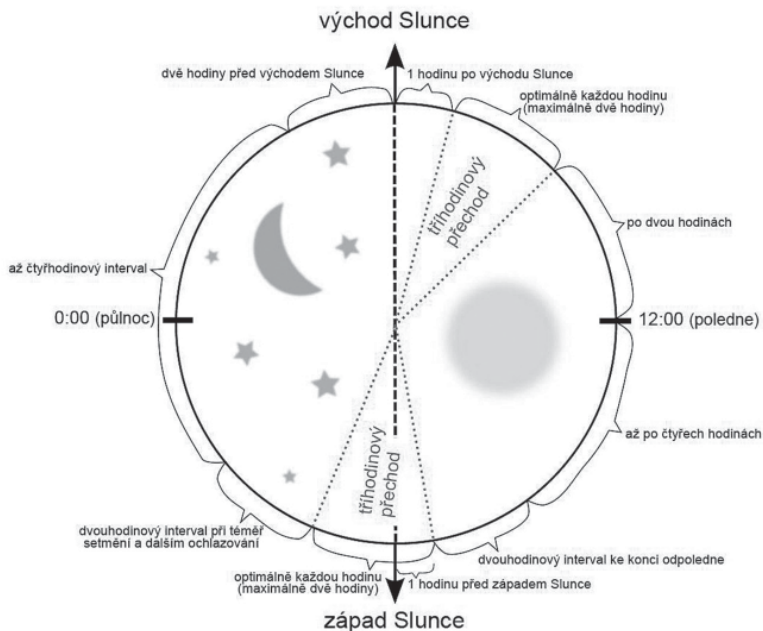 východ Slunce
dvě hodiny před východem Slunce
1 hodinu po východu Slunce
optimálně každou hodinu
(maximálně dvě hodiny)
tříhodinový
přechod
po dvou hodinách
až čtyřhodinový interval
0:00 (půlnoc)
12:00 (poledne)
až po čtyřech hodinách
tříhodinový
přechod
dvouhodinový interval při téměř
setmění a dalším ochlazování
dvouhodinový interval ke konci odpoledne
optimálně každou hodinu
(maximálně dvě hodiny)
1 hodinu před západem Slunce
západ Slunce